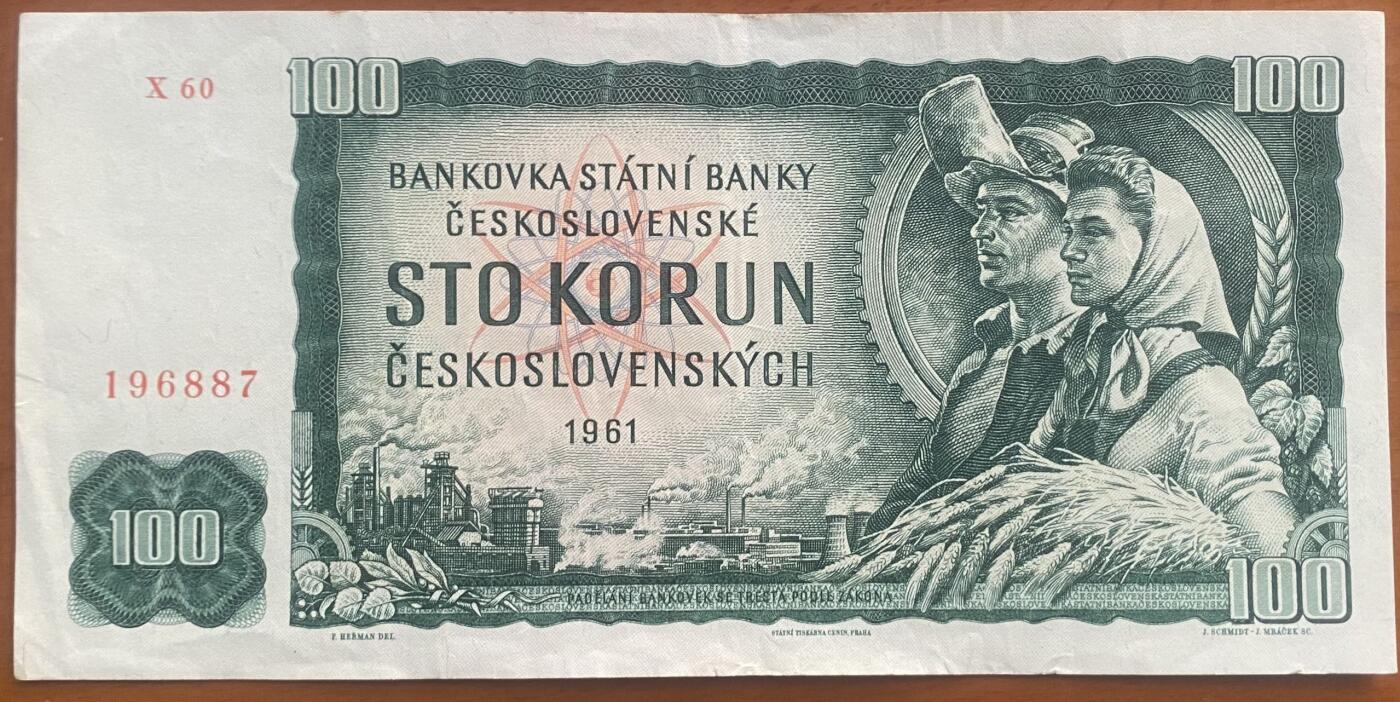 X 60
100
100
BANKOVKA STÁTNÍ BANKY
ČESKOSLOVENSKÉ
STO KORUN
ČESKOSLOVENSKÝCH
1961
196887
100
100
PADĚLÁNÍ BANKOVEK SE TRESTÁ PODLE ZÁKONA
F. HEŘMAN DEL.
STÁTNÍ TISKÁRNA CENIN, PRAHA
J. SCHMIDT - J. MRÁČEK SC.